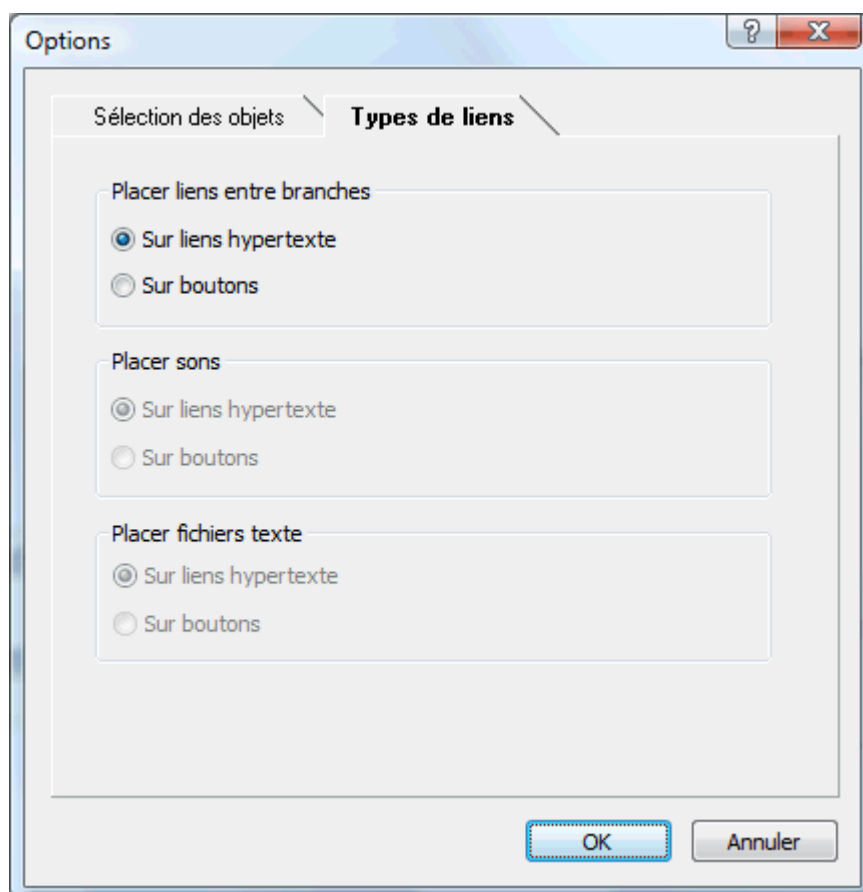 Options
Sélection des objets Types de liens
Placer liens entre branches
Sur liens hypertexte
Sur boutons
Placer sons
Sur liens hypertexte
Sur boutons
Placer fichiers texte
Sur liens hypertexte
Sur boutons
OK Annuler